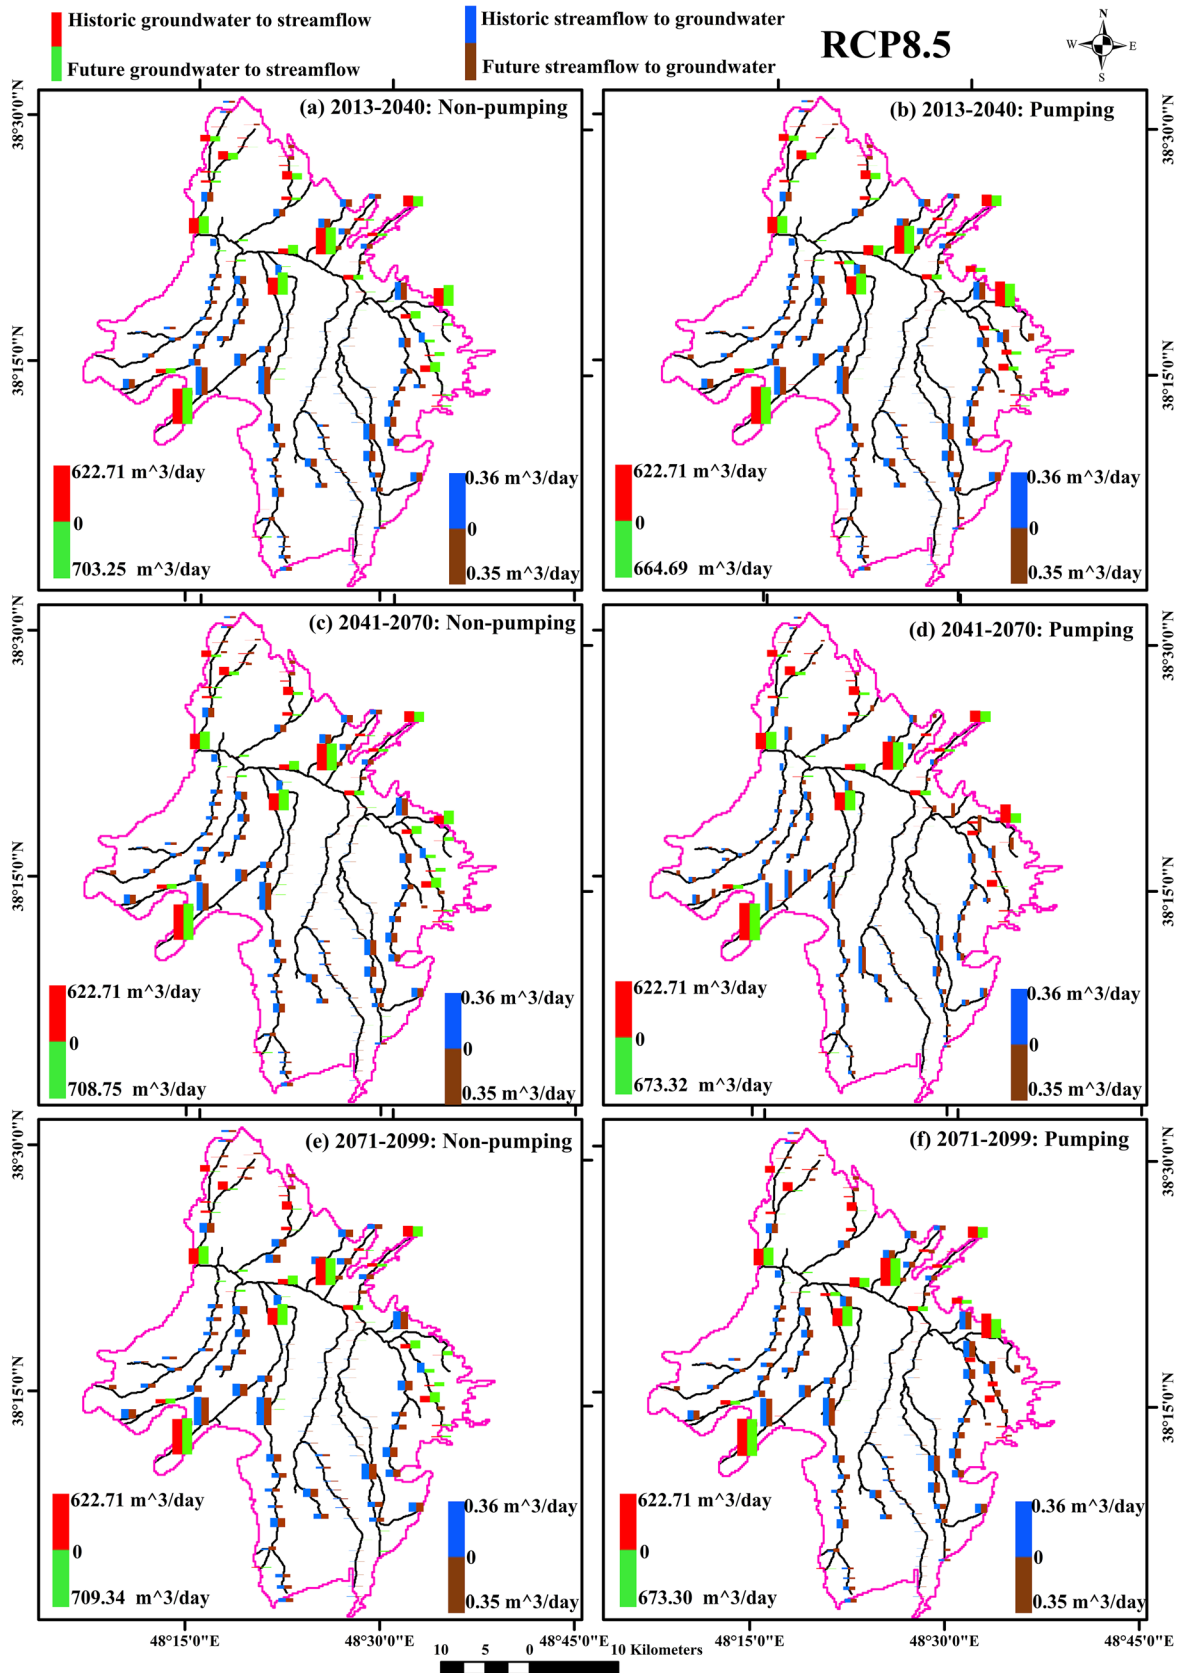 Historic groundwater to streamflow
Future groundwater to streamflow
Historic streamflow to groundwater
Future streamflow to groundwater
RCP8.5
N
W E
S
(a) 2013-2040: Non-pumping
38°30'0"N
38°15'0"N
622.71 m^3/day
0
703.25 m^3/day
0.36 m^3/day
0
0.35 m^3/day
(b) 2013-2040: Pumping
38°30'0"N
38°15'0"N
622.71 m^3/day
0
664.69 m^3/day
0.36 m^3/day
0
0.35 m^3/day
(c) 2041-2070: Non-pumping
38°30'0"N
38°15'0"N
622.71 m^3/day
0
708.75 m^3/day
0.36 m^3/day
0
0.35 m^3/day
(d) 2041-2070: Pumping
38°30'0"N
38°15'0"N
622.71 m^3/day
0
673.32 m^3/day
0.36 m^3/day
0
0.35 m^3/day
(e) 2071-2099: Non-pumping
38°30'0"N
38°15'0"N
622.71 m^3/day
0
709.34 m^3/day
0.36 m^3/day
0
0.35 m^3/day
(f) 2071-2099: Pumping
38°30'0"N
38°15'0"N
622.71 m^3/day
0
673.30 m^3/day
0.36 m^3/day
0
0.35 m^3/day
48°15'0"E 48°30'0"E 48°45'0"E 48°15'0"E 48°30'0"E 48°45'0"E
10 5 0 10 Kilometers